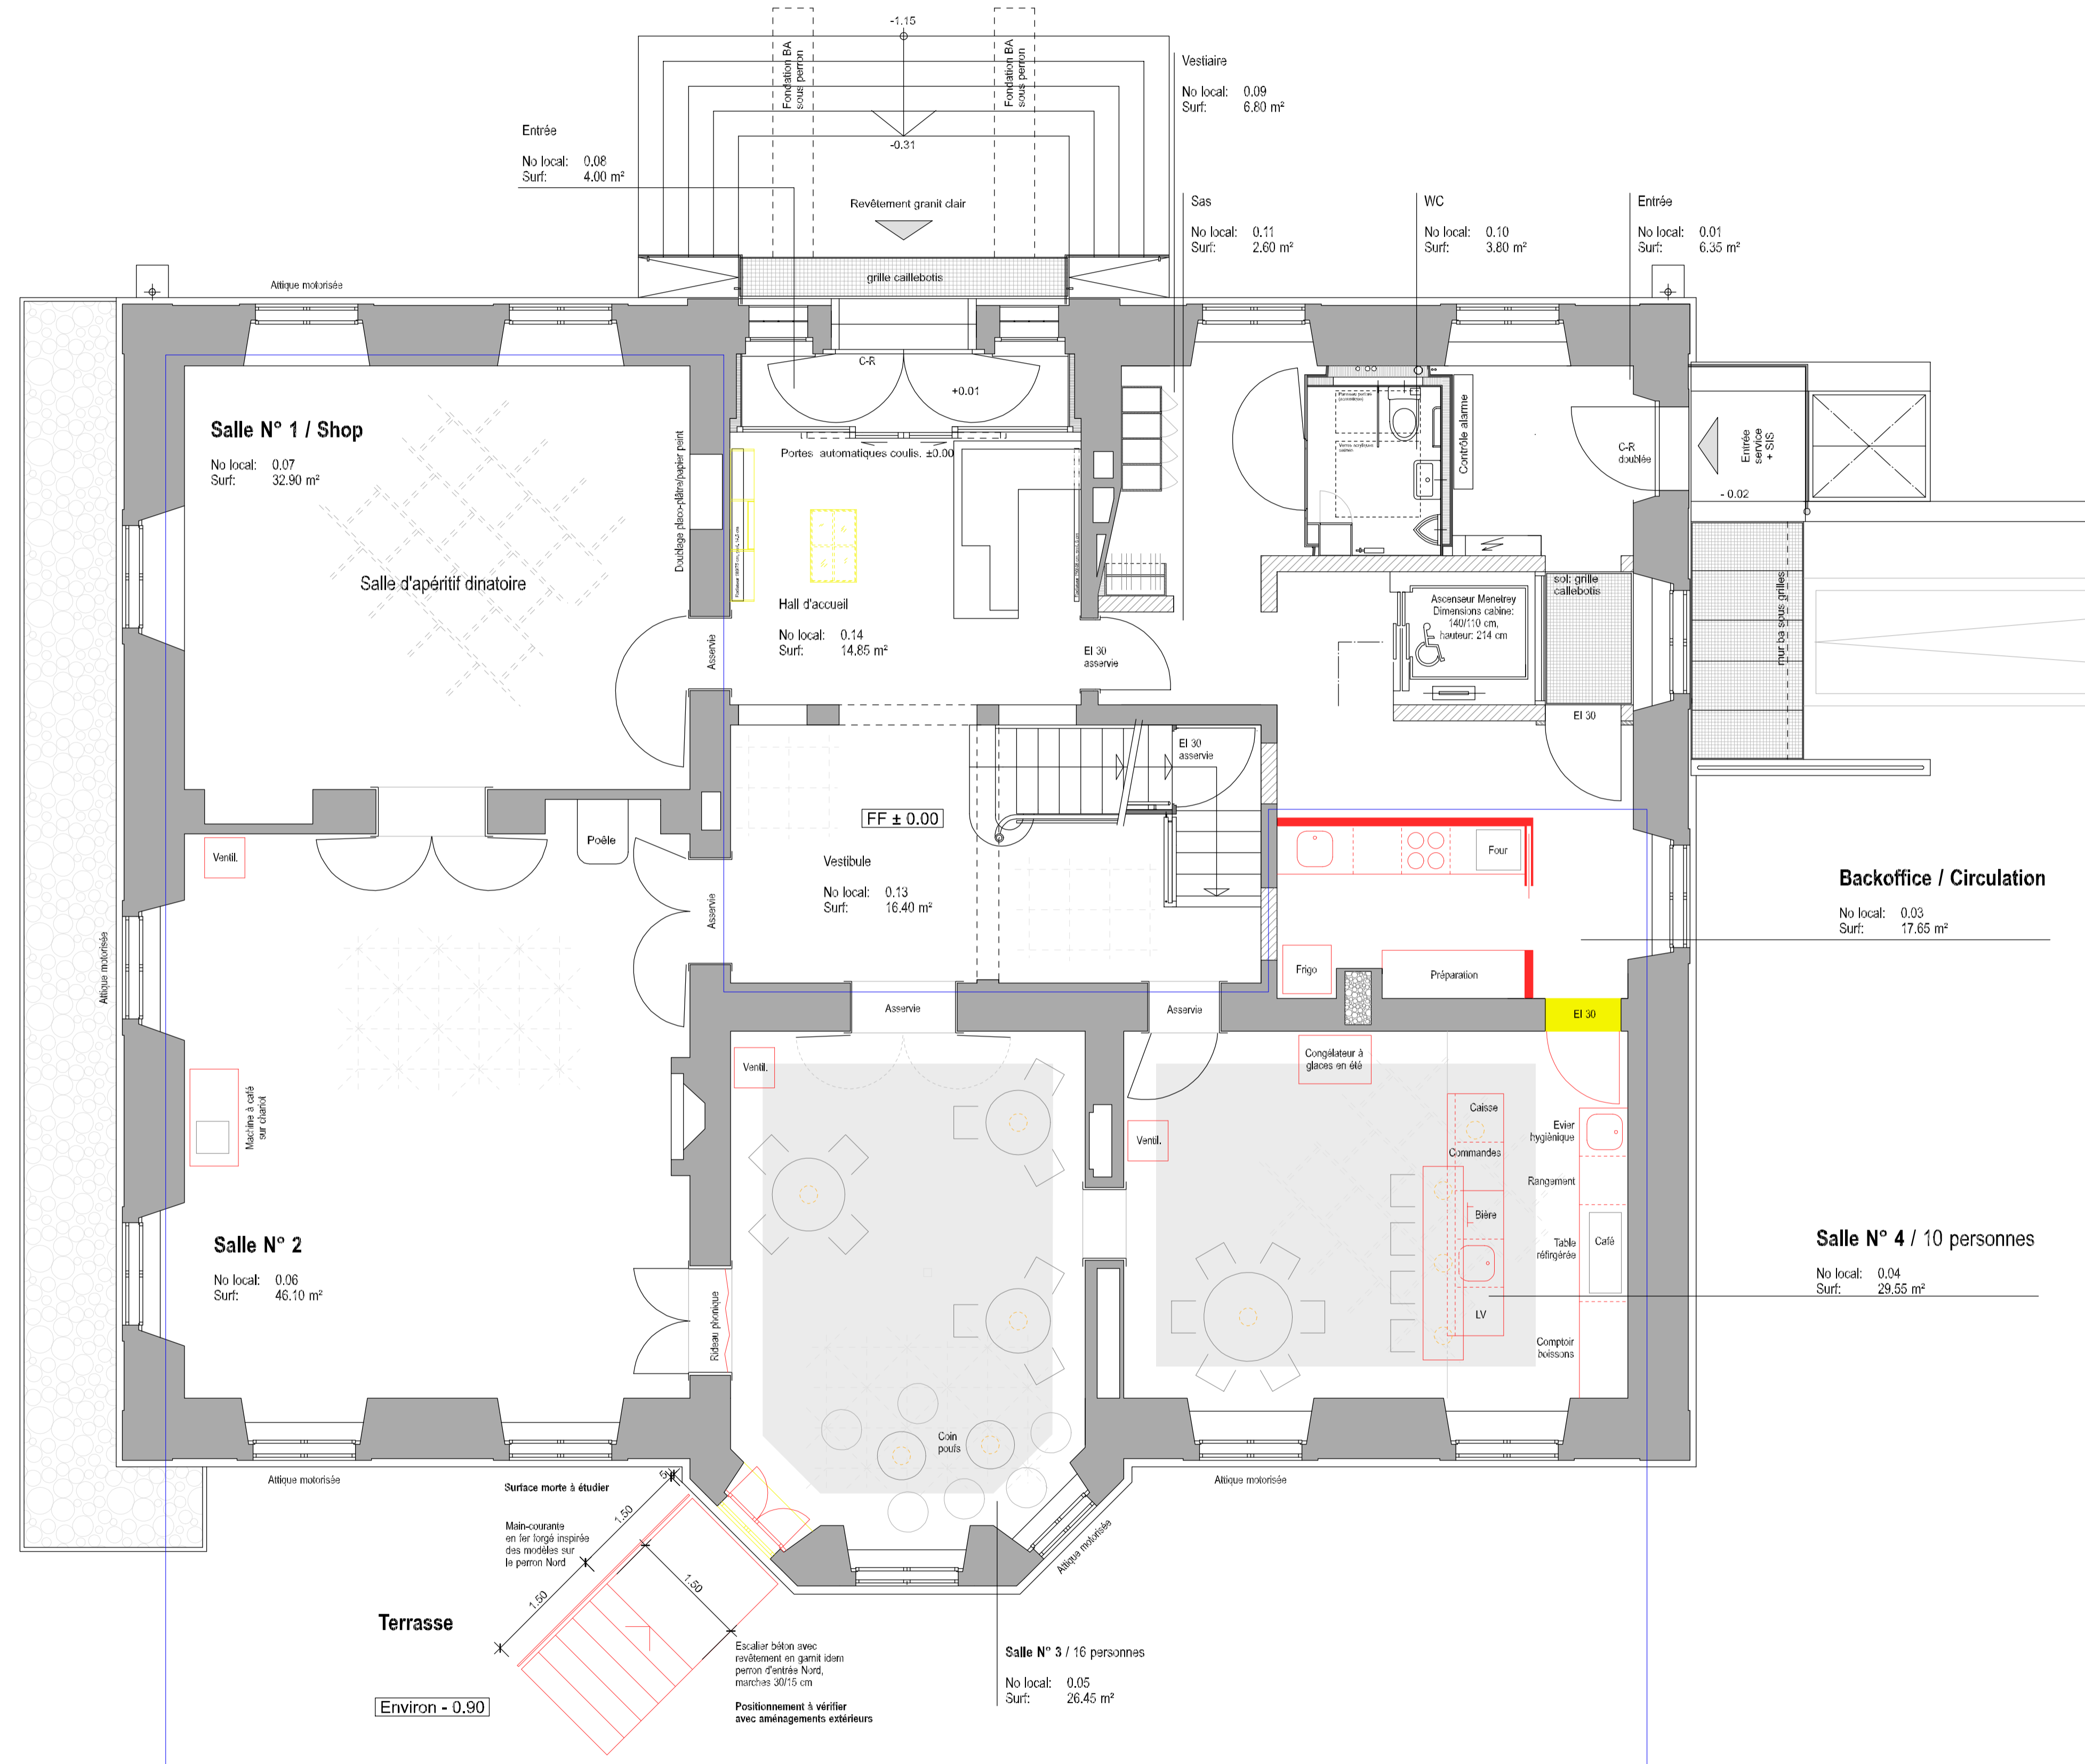 -1.15
Fondation BA
sous perron
Fondation BA
sous perron
Vestiaire
No local: 0.09
Surf: 6.80 m²
Entrée
No local: 0.08
Surf: 4.00 m²
-0.31
Revêtement granit clair
Sas
No local: 0.11
Surf: 2.60 m²
WC
No local: 0.10
Surf: 3.80 m²
Entrée
No local: 0.01
Surf: 6.35 m²
grille caillebotis
Attique motorisée
C-R
+0.01
Salle N° 1 / Shop
No local: 0.07
Surf: 32.90 m²
Doublage placo-plâtre/papier peint
Portes automatiques coulis. ±0.00
Contrôle alarme
C-R
doublée
Entrée
service
+ SIS
- 0.02
Salle d'apéritif dinatoire
Hall d'accueil
No local: 0.14
Surf: 14.85 m²
Asservie
EI 30
asservie
Ascenseur Menetrey
Dimensions cabine:
140/110 cm,
hauteur: 214 cm
sol: grille
callebotis
mur ba sous grilles
EI 30
EI 30
asservie
FF ± 0.00
Ventil.
Poêle
Vestibule
No local: 0.13
Surf: 16.40 m²
Asservie
Four
Backoffice / Circulation
No local: 0.03
Surf: 17.65 m²
Attique motorisée
Frigo
Préparation
Asservie
Asservie
EI 30
Ventil.
Congélateur à
glaces en été
Machine à café
sur chariot
Ventil.
Caisse
Commandes
Bière
LV
Evier
hygiènique
Rangement
Table
réfirgérée
Café
Comptoir
boissons
Salle N° 2
No local: 0.06
Surf: 46.10 m²
Rideau phonique
Salle N° 4 / 10 personnes
No local: 0.04
Surf: 29.55 m²
Coin
poufs
Attique motorisée
Attique motorisée
Attique motorisée
Surface morte à étudier
5
1.50
Main-courante
en fer forgé inspirée
des modèles sur
le perron Nord
1.50
1.50
Terrasse
Environ - 0.90
Escalier béton avec
revêtement en garnit idem
perron d'entrée Nord,
marches 30/15 cm
Positionnement à vérifier
avec aménagements extérieurs
Salle N° 3 / 16 personnes
No local: 0.05
Surf: 26.45 m²